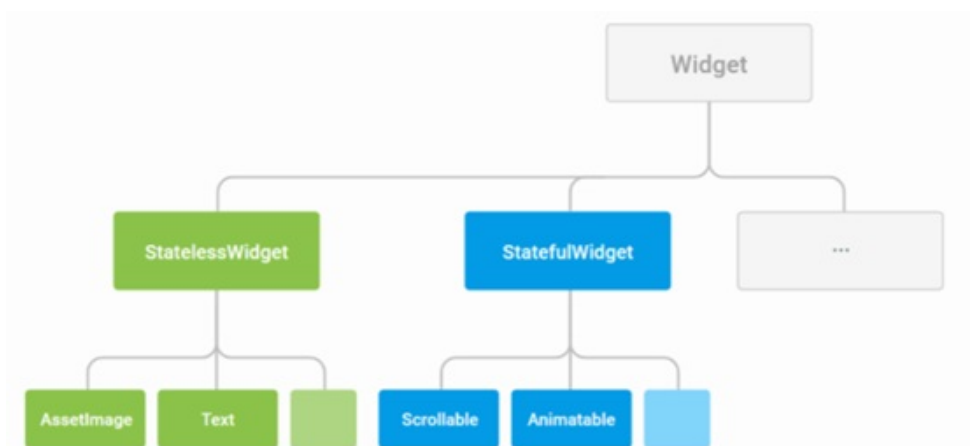 Widget
StatelessWidget
StatefulWidget
...
AssetImage
Text
Scrollable
Animatable